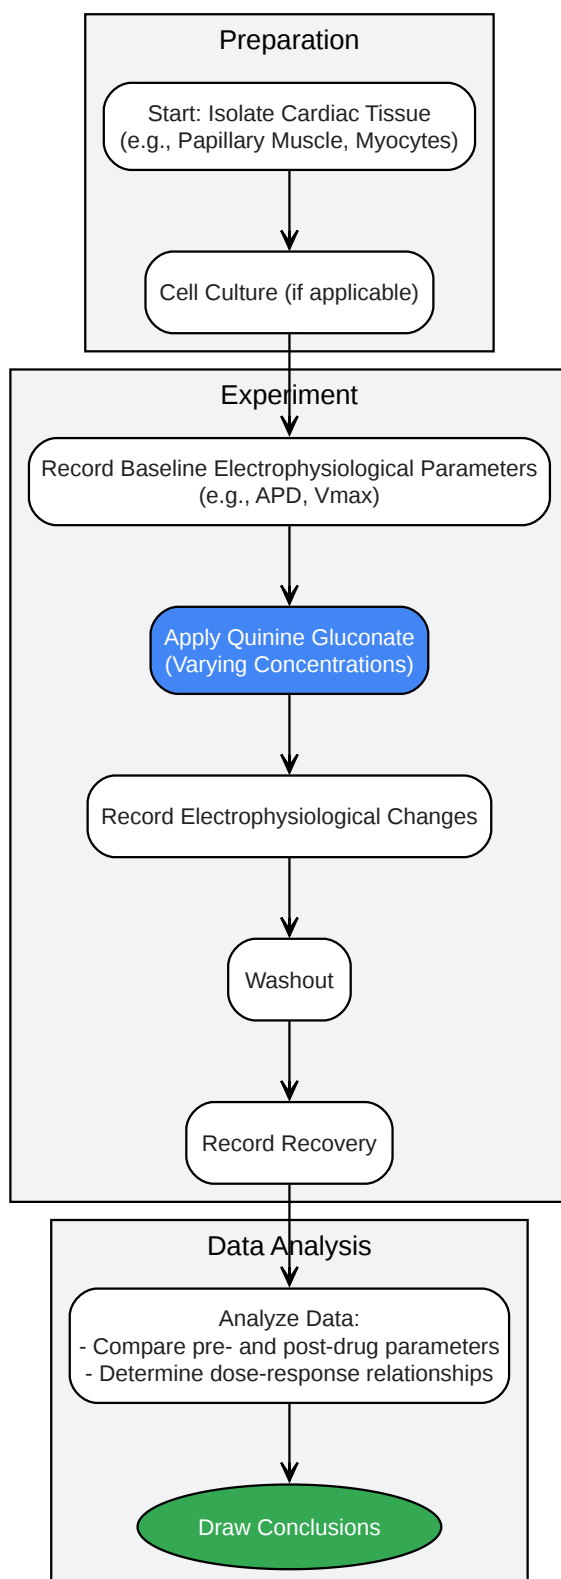 Preparation
Start: Isolate Cardiac Tissue
(e.g., Papillary Muscle, Myocytes)
Cell Culture (if applicable)
Experiment
Record Baseline Electrophysiological Parameters
(e.g., APD, Vmax)
Apply Quinine Gluconate
(Varying Concentrations)
Record Electrophysiological Changes
Washout
Record Recovery
Data Analysis
Analyze Data:
- Compare pre- and post-drug parameters
- Determine dose-response relationships
Draw Conclusions